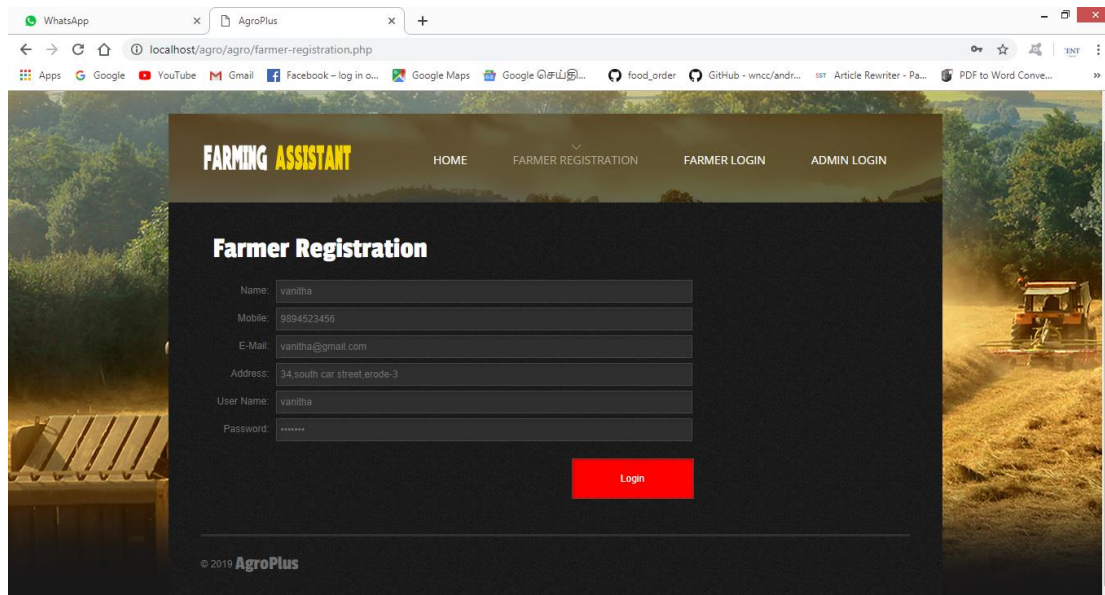 WhatsApp AgroPlus
localhost/agro/agro/farmer-registration.php
Apps Google YouTube Gmail Facebook – log in o... Google Maps Google செய்தி... food_order GitHub - wncc/andr... SST Article Rewriter - Pa... PDF to Word Conve... »
FARMING ASSISTANT HOME FARMER REGISTRATION FARMER LOGIN ADMIN LOGIN
Farmer Registration
Name: vanitha
Mobile: 9894523456
E-Mail: vanitha@gmail.com
Address: 34,south car street,erode-3
User Name: vanitha
Password: •••••••
Login
© 2019 AgroPlus